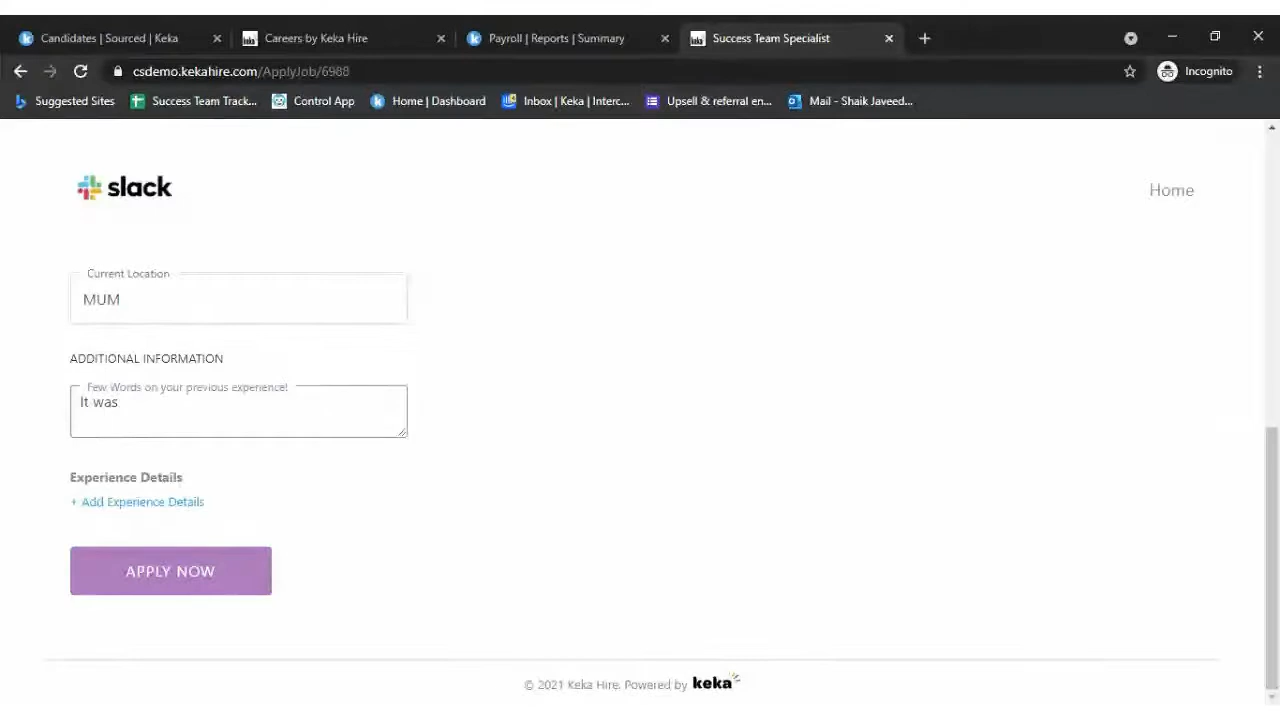 Candidates | Sourced | Keka
Careers by Keka Hire
Payroll | Reports | Summary
Success Team Specialist
csdemo.kekahire.com/ApplyJob/6988
Incognito
Suggested Sites
Success Team Track...
Control App
Home | Dashboard
Inbox | Keka | Interc...
Upsell & referral en...
Mail - Shaik Javeed...
slack
Home
Current Location
MUM
ADDITIONAL INFORMATION
Few Words on your previous experience!
It was
Experience Details
+ Add Experience Details
APPLY NOW
© 2021 Keka Hire. Powered by keka